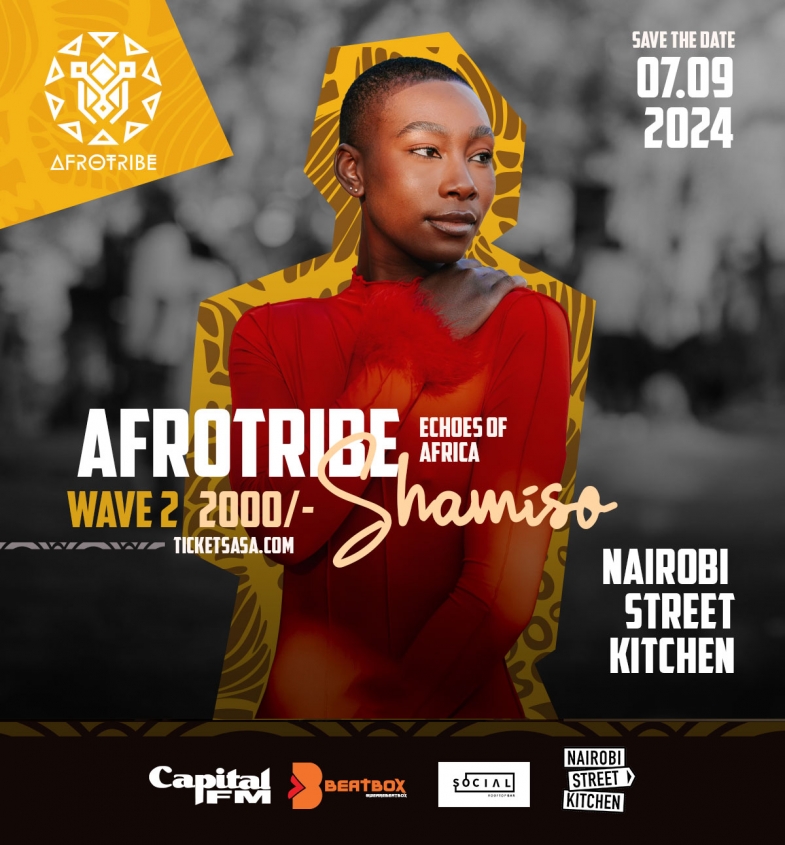 AFROTRIBE
SAVE THE DATE
07.09
2024
AFROTRIBE
ECHOES OF
AFRICA
Shamiso
WAVE 2 2000/-
TICKETSASA.COM
NAIROBI
STREET
KITCHEN
Capital
FM
BEATBOX
SOCIAL
NAIROBI
STREET
KITCHEN